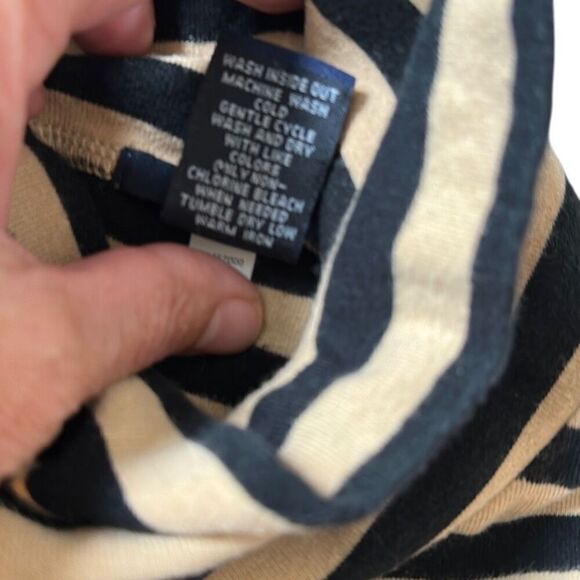 WASH INSIDE OUT
MACHINE WASH
COLD
GENTLE CYCLE
WASH AND DRY
WITH LIKE
COLORS
ONLY NON-
CHLORINE BLEACH
WHEN NEEDED
TUMBLE DRY LOW
WARM IRON